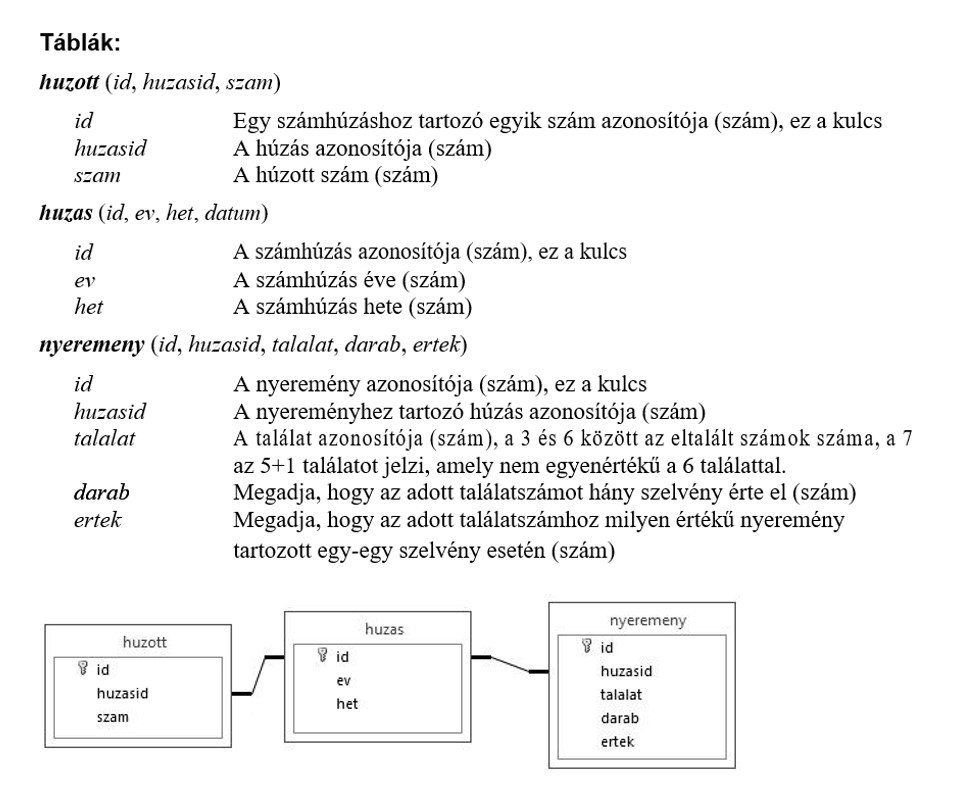 Táblák:
huzott (id, huzasid, szam)
id Egy számhúzáshoz tartozó egyik szám azonosítója (szám), ez a kulcs
huzasid A húzás azonosítója (szám)
szam A húzott szám (szám)
huzas (id, ev, het, datum)
id A számhúzás azonosítója (szám), ez a kulcs
ev A számhúzás éve (szám)
het A számhúzás hete (szám)
nyeremeny (id, huzasid, talalat, darab, ertek)
id A nyeremény azonosítója (szám), ez a kulcs
huzasid A nyereményhez tartozó húzás azonosítója (szám)
talalat A találat azonosítója (szám), a 3 és 6 között az eltalált számok száma, a 7
az 5+1 találatot jelzi, amely nem egyenértékű a 6 találattal.
darab Megadja, hogy az adott találatszámot hány szelvény érte el (szám)
ertek Megadja, hogy az adott találatszámhoz milyen értékű nyeremény
tartozott egy-egy szelvény esetén (szám)
huzott
id
huzasid
szam
huzas
id
ev
het
nyeremeny
id
huzasid
talalat
darab
ertek